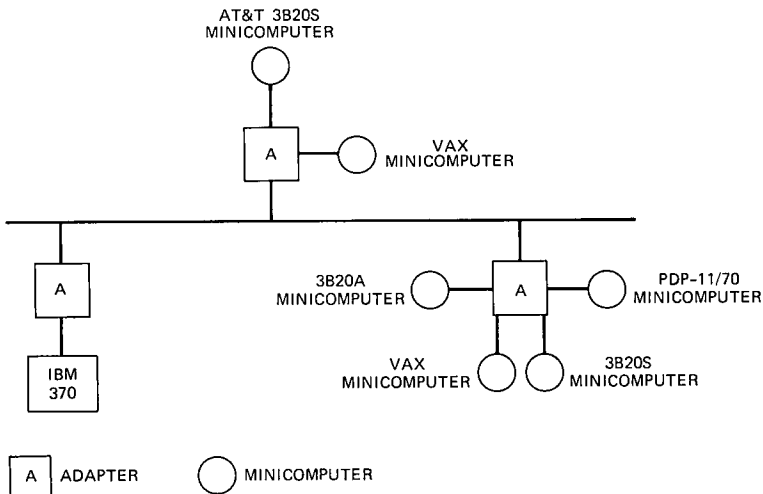 AT&T 3B20S
MINICOMPUTER
A
VAX
MINICOMPUTER
A
3B20A
MINICOMPUTER
A
PDP-11/70
MINICOMPUTER
IBM
370
VAX
MINICOMPUTER
3B20S
MINICOMPUTER
A
ADAPTER
MINICOMPUTER